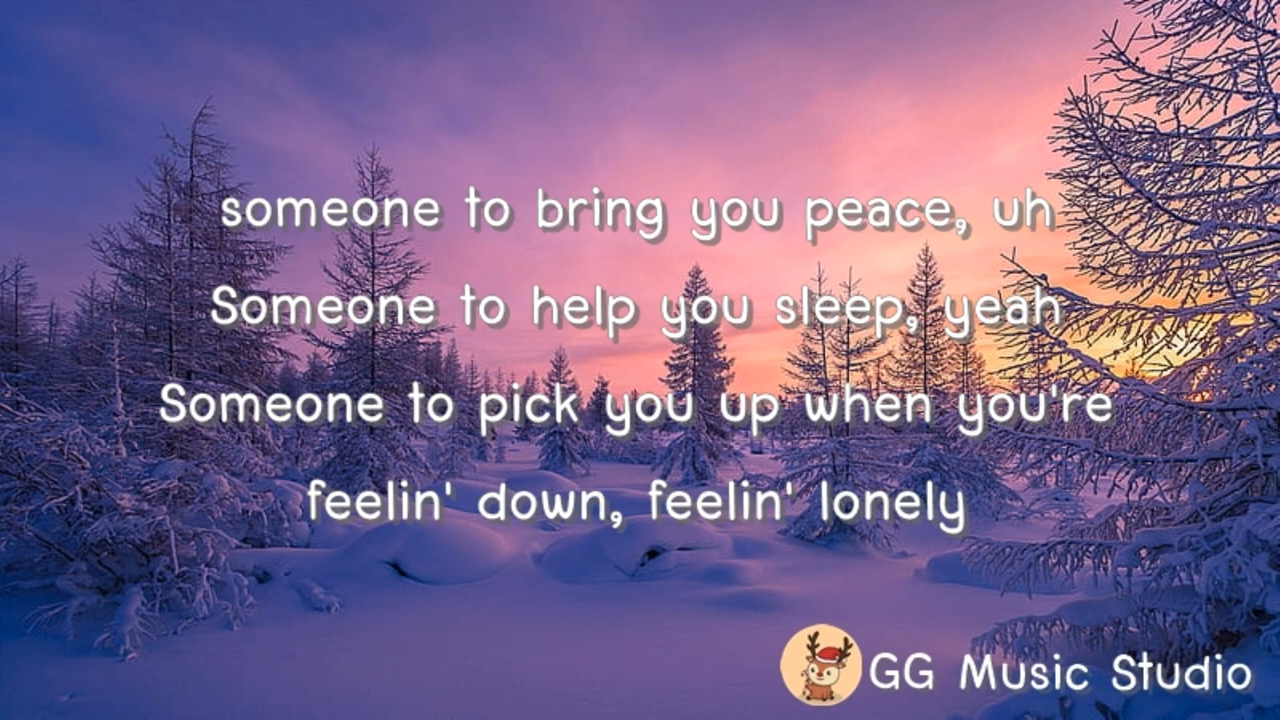 someone to bring you peace, uh
Someone to help you sleep, yeah
Someone to pick you up when you're
feelin' down, feelin' lonely
GG Music Studio